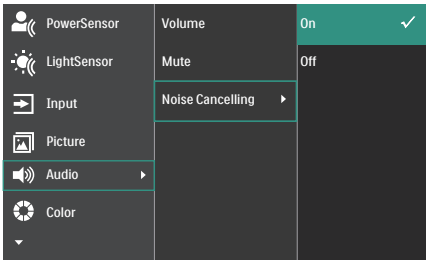 PowerSensor
LightSensor
Input
Picture
Audio
Color
Volume
Mute
Noise Cancelling
On
Off